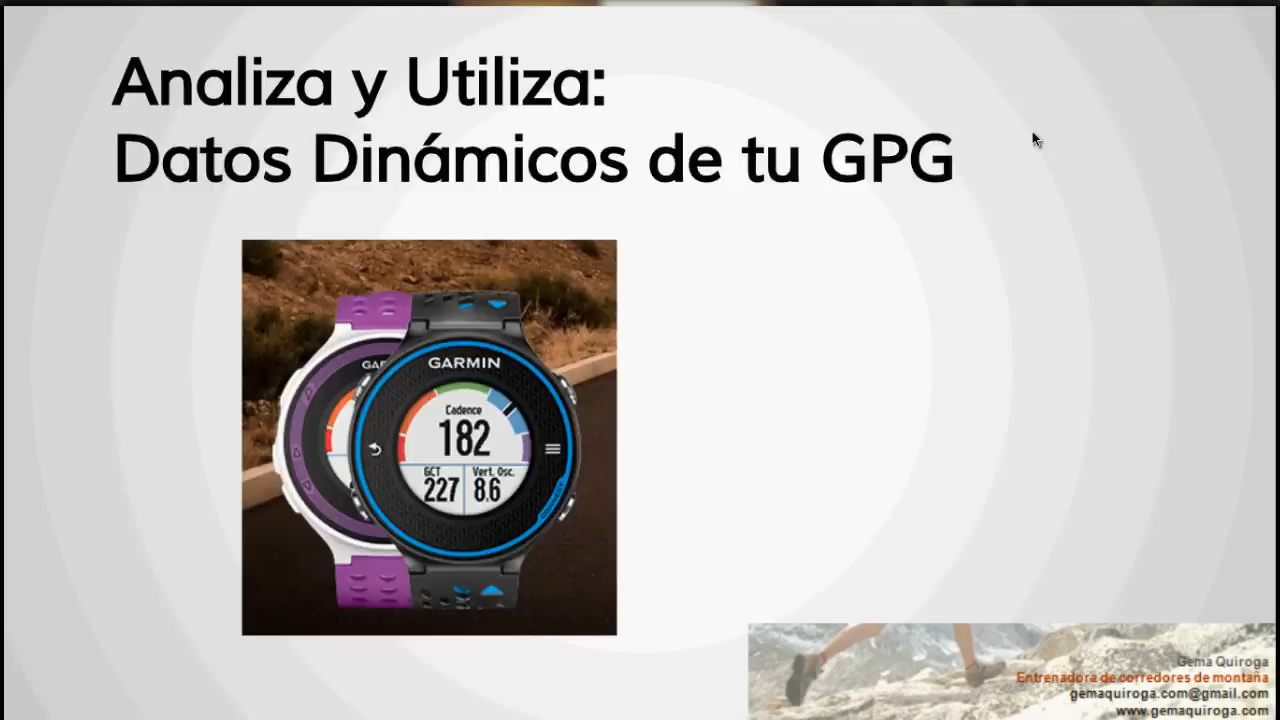 Analiza y Utiliza:
Datos Dinámicos de tu GPG
GAR
GARMIN
Cadence
182
GCT
Vert. Osc.
227
8.6
Gema Quiroga
Entrenadora de corredores de montaña
gemaquiroga.com@gmail.com
www.gemaquiroga.com